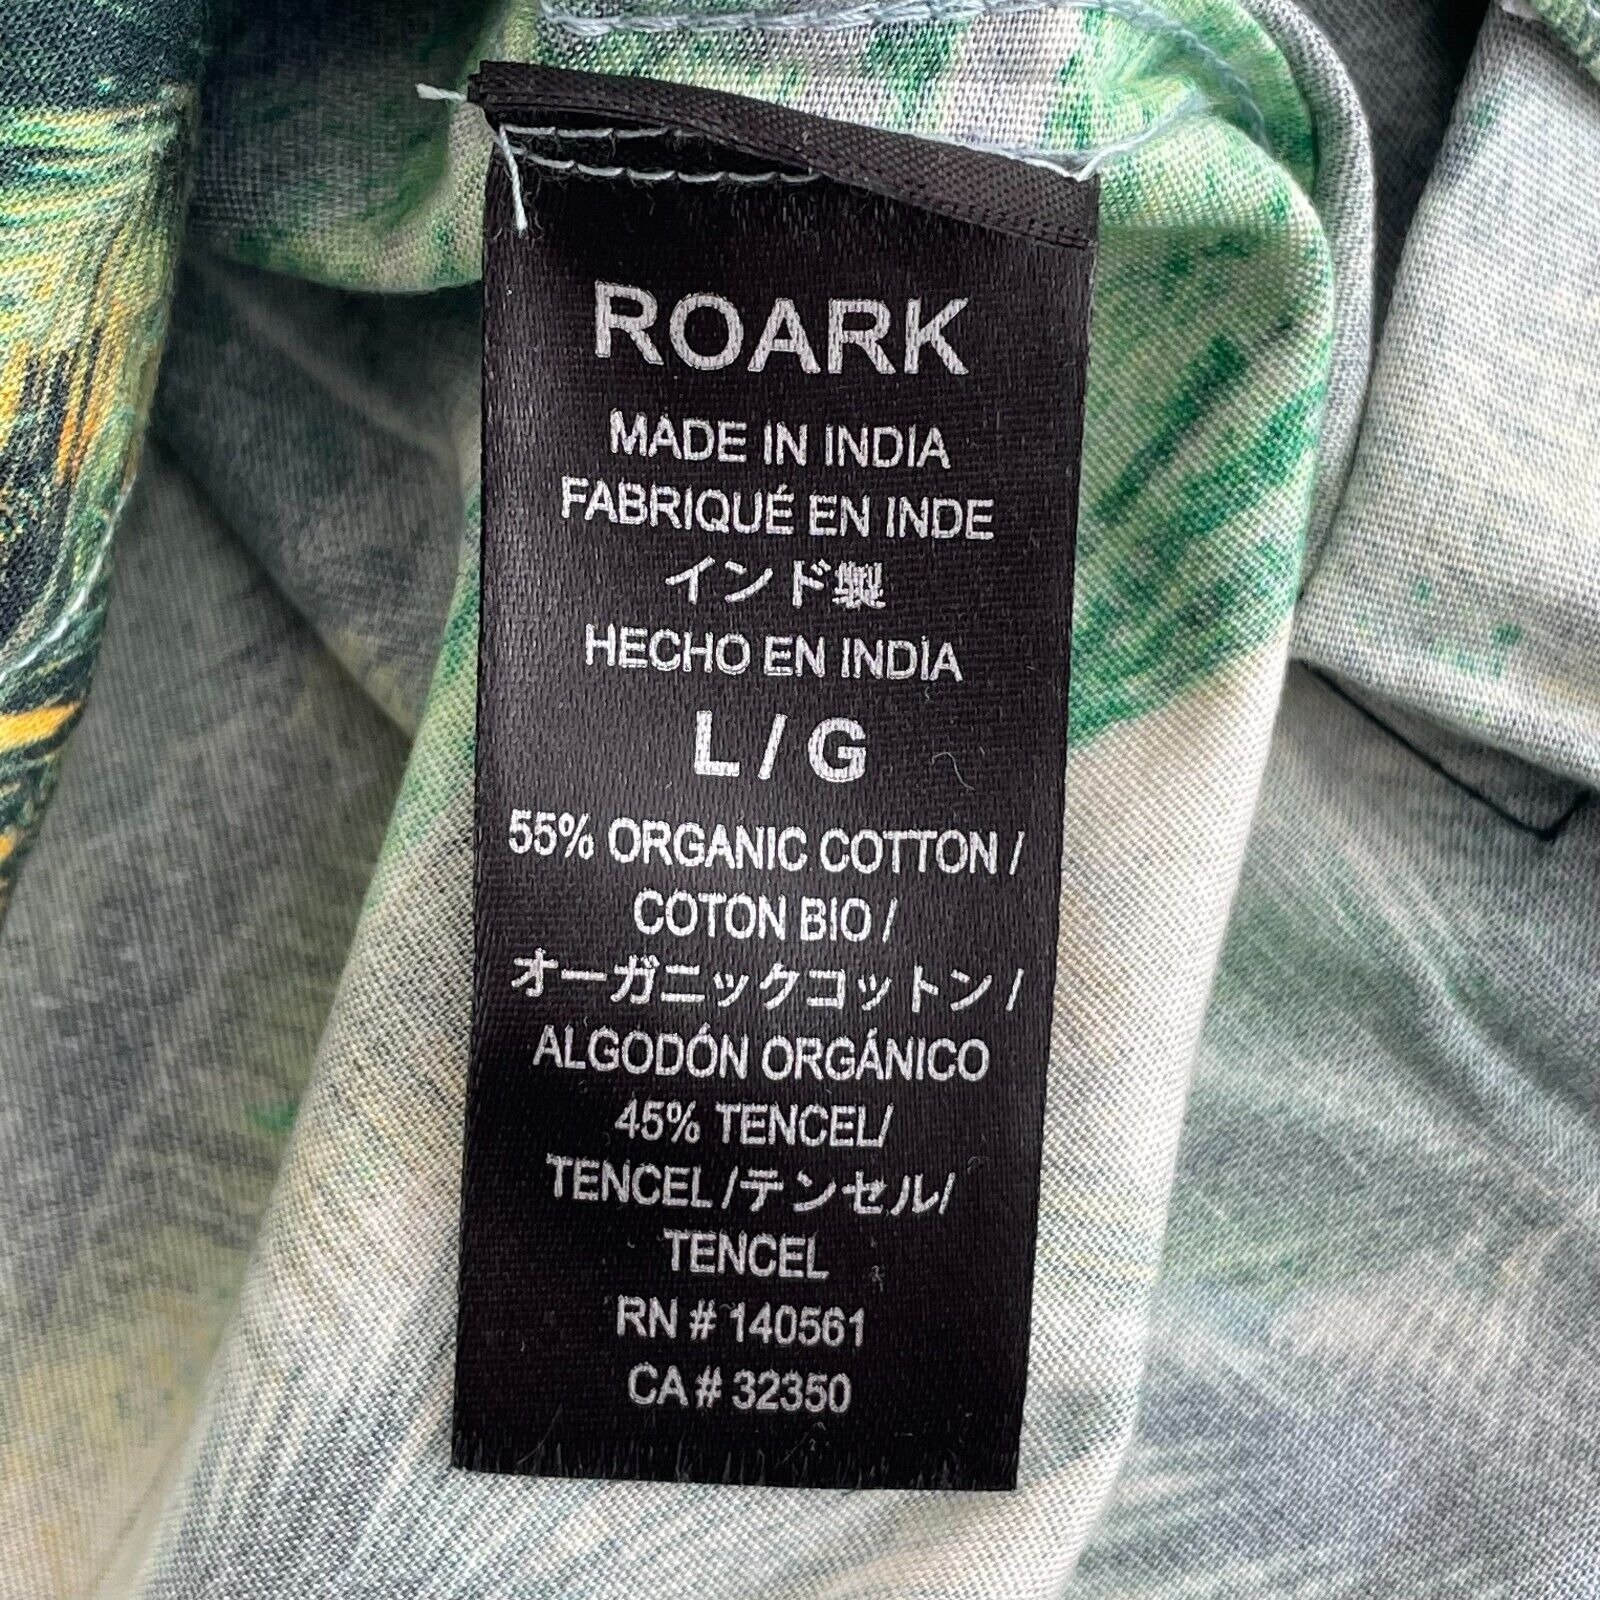 ROARK
MADE IN INDIA
FABRIQUÉ EN INDE
インド製
HECHO EN INDIA
L / G
55% ORGANIC COTTON /
COTON BIO /
オーガニックコットン /
ALGODÓN ORGÁNICO
45% TENCEL/
TENCEL /テンセル/
TENCEL
RN # 140561
CA # 32350